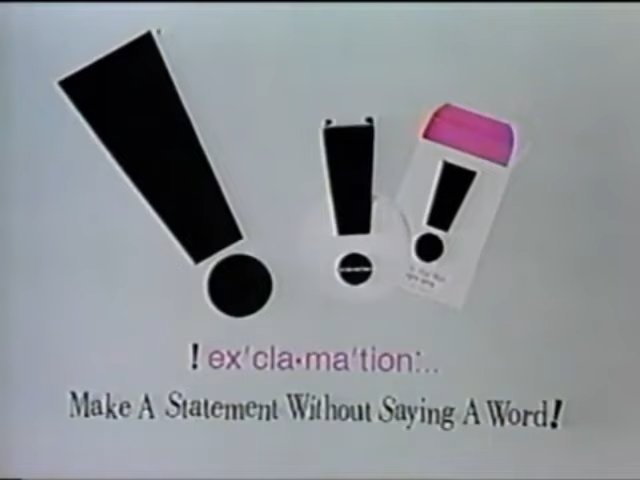 ! ex'cla•ma'tion:..
Make A Statement Without Saying A Word!